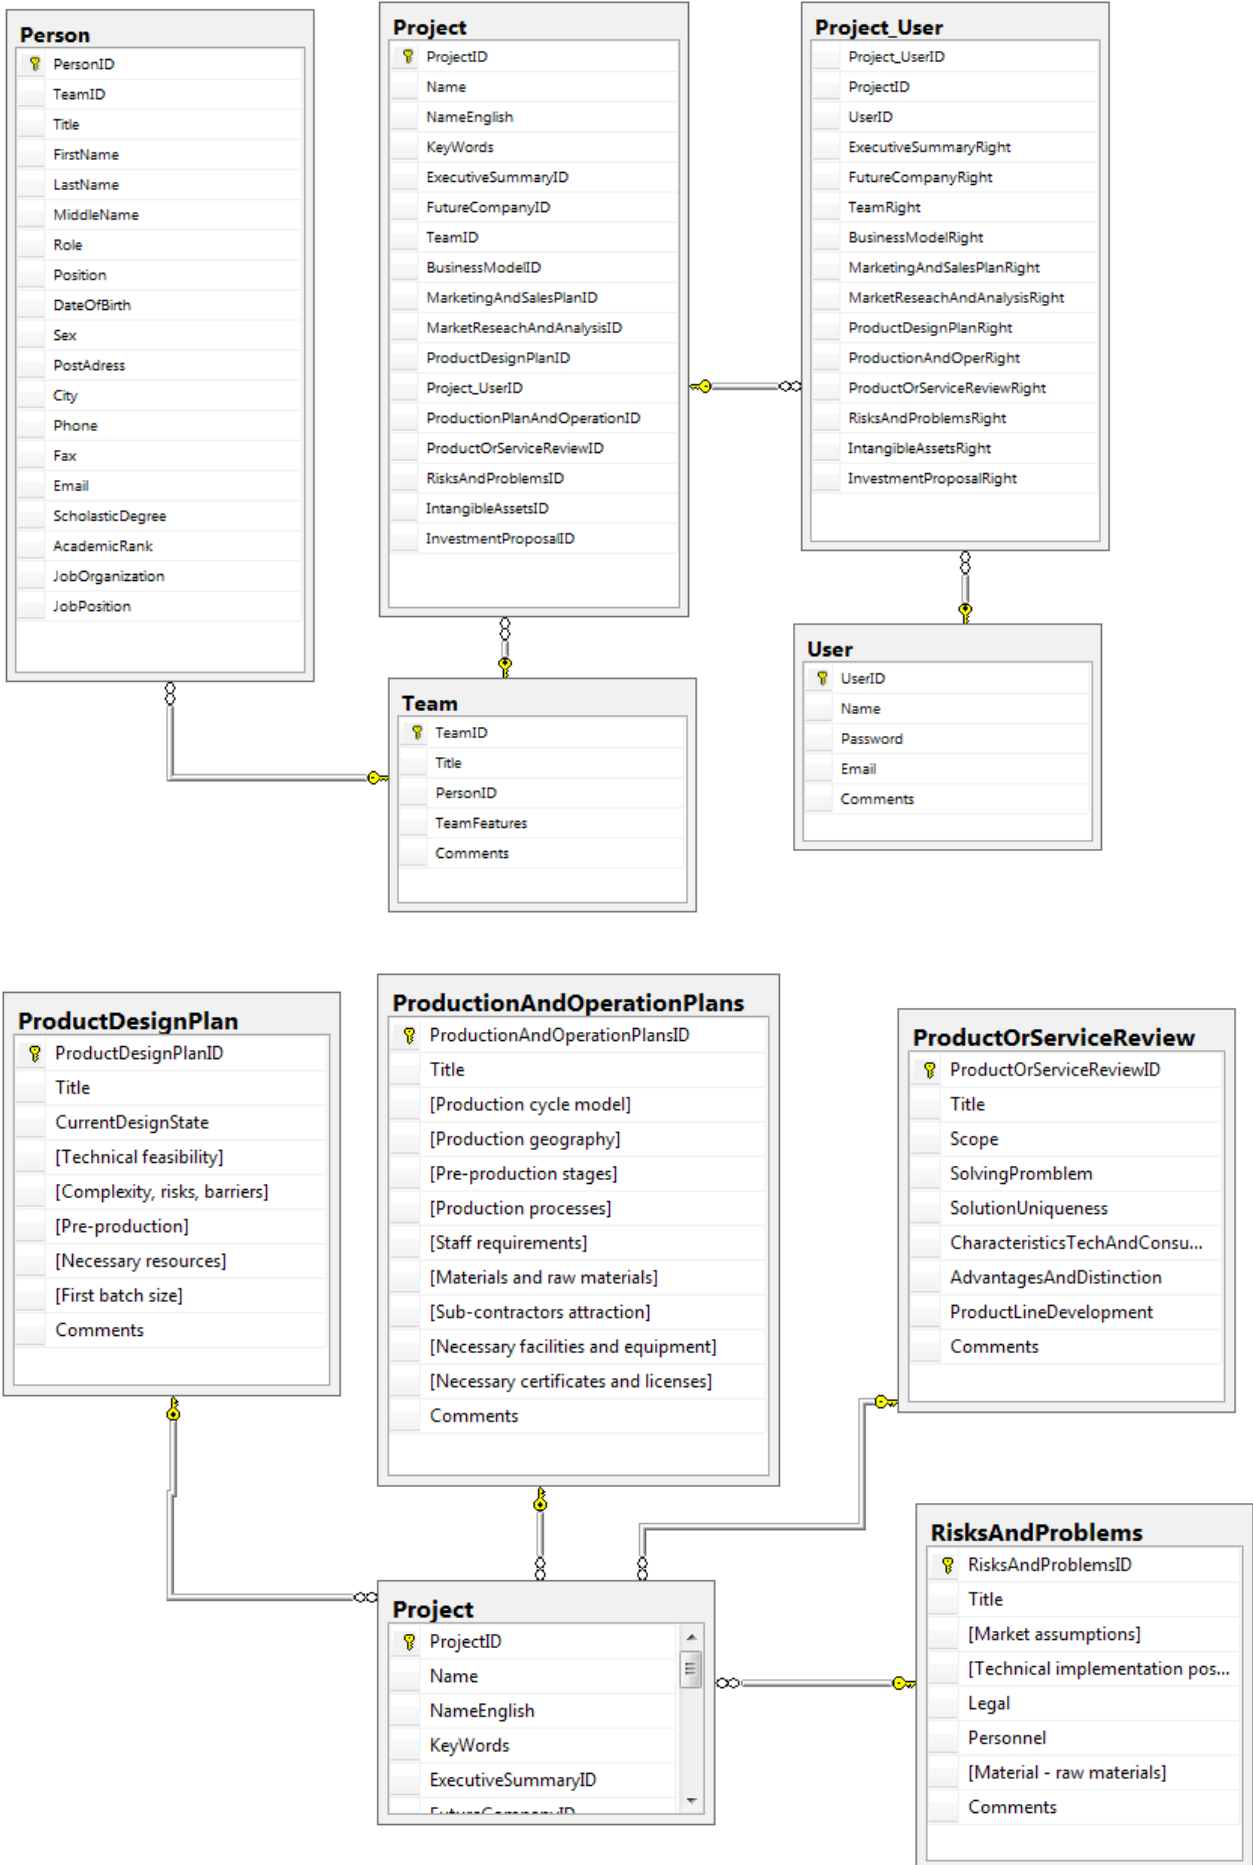 Person
PersonID
TeamID
Title
FirstName
LastName
MiddleName
Role
Position
DateOfBirth
Sex
PostAdress
City
Phone
Fax
Email
ScholasticDegree
AcademicRank
JobOrganization
JobPosition
Project
ProjectID
Name
NameEnglish
KeyWords
ExecutiveSummaryID
FutureCompanyID
TeamID
BusinessModelID
MarketingAndSalesPlanID
MarketReseachAndAnalysisID
ProductDesignPlanID
Project_UserID
ProductionPlanAndOperationID
ProductOrServiceReviewID
RisksAndProblemsID
IntangibleAssetsID
InvestmentProposalID
Project_User
Project_UserID
ProjectID
UserID
ExecutiveSummaryRight
FutureCompanyRight
TeamRight
BusinessModelRight
MarketingAndSalesPlanRight
MarketReseachAndAnalysisRight
ProductDesignPlanRight
ProductionAndOperRight
ProductOrServiceReviewRight
RisksAndProblemsRight
IntangibleAssetsRight
InvestmentProposalRight
Team
TeamID
Title
PersonID
TeamFeatures
Comments
User
UserID
Name
Password
Email
Comments
ProductDesignPlan
ProductDesignPlanID
Title
CurrentDesignState
[Technical feasibility]
[Complexity, risks, barriers]
[Pre-production]
[Necessary resources]
[First batch size]
Comments
ProductionAndOperationPlans
ProductionAndOperationPlansID
Title
[Production cycle model]
[Production geography]
[Pre-production stages]
[Production processes]
[Staff requirements]
[Materials and raw materials]
[Sub-contractors attraction]
[Necessary facilities and equipment]
[Necessary certificates and licenses]
Comments
ProductOrServiceReview
ProductOrServiceReviewID
Title
Scope
SolvingPromblem
SolutionUniqueness
CharacteristicsTechAndConsu...
AdvantagesAndDistinction
ProductLineDevelopment
Comments
Project
ProjectID
Name
NameEnglish
KeyWords
ExecutiveSummaryID
FutureCompanyID
RisksAndProblems
RisksAndProblemsID
Title
[Market assumptions]
[Technical implementation pos...
Legal
Personnel
[Material - raw materials]
Comments